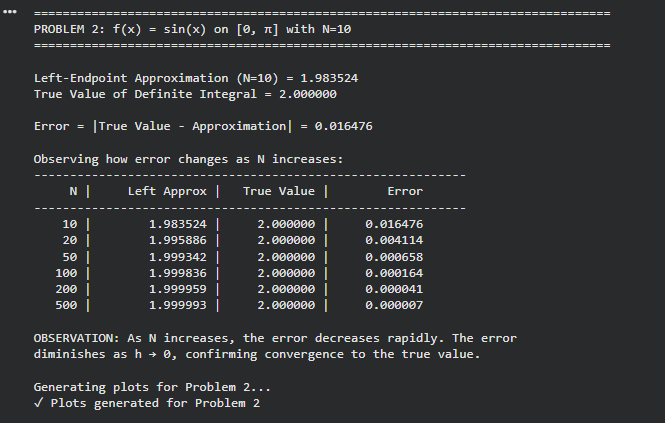 ================================================================================
PROBLEM 2: f(x) = sin(x) on [0, π] with N=10
================================================================================
Left-Endpoint Approximation (N=10) = 1.983524
True Value of Definite Integral = 2.000000
Error = |True Value - Approximation| = 0.016476
Observing how error changes as N increases:
------------------------------------------------------------
N | Left Approx | True Value | Error
------------------------------------------------------------
10 | 1.983524 | 2.000000 | 0.016476
20 | 1.995886 | 2.000000 | 0.004114
50 | 1.999342 | 2.000000 | 0.000658
100 | 1.999836 | 2.000000 | 0.000164
200 | 1.999959 | 2.000000 | 0.000041
500 | 1.999993 | 2.000000 | 0.000007
OBSERVATION: As N increases, the error decreases rapidly. The error
diminishes as h → 0, confirming convergence to the true value.
Generating plots for Problem 2...
✓ Plots generated for Problem 2